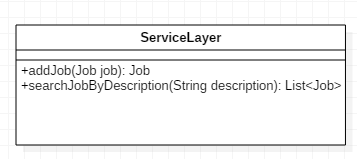 ServiceLayer
+addJob(Job job): Job
+searchJobByDescription(String description): List<Job>